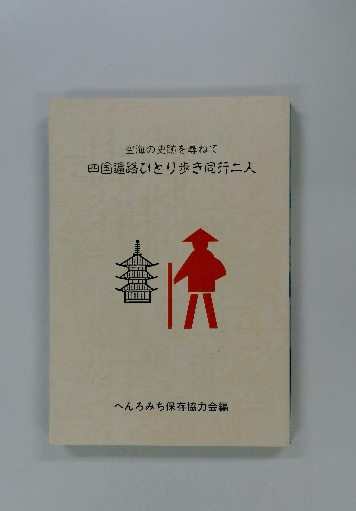 空海の史跡を尋ねて
四国遍路ひとり歩き同行二人
へんろみち保存協力会編